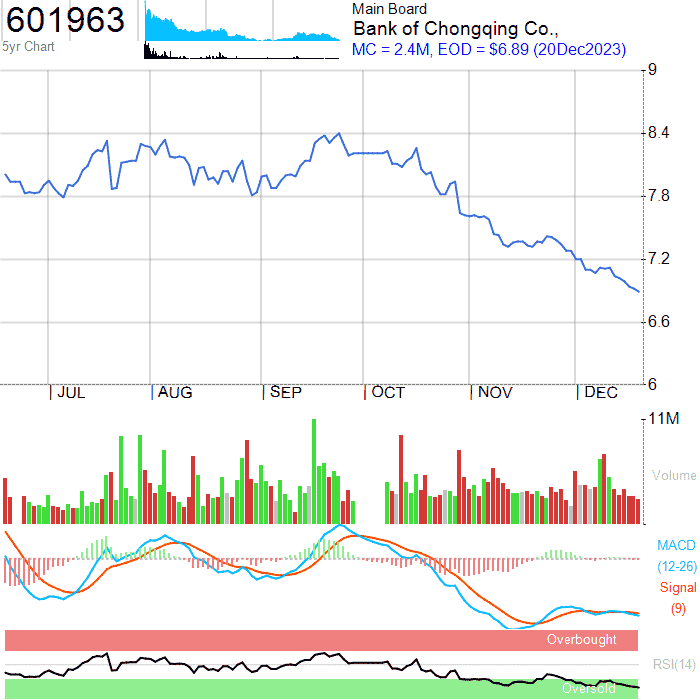 601963
5yr Chart
Main Board
Bank of Chongqing Co.,
MC = 2.4M, EOD = $6.89 (20Dec2023)
9
8.4
7.8
7.2
6.6
6
JUL AUG SEP OCT NOV DEC
11M
Volume
MACD
(12-26)
Signal
(9)
Overbought
RSI(14)
Oversold